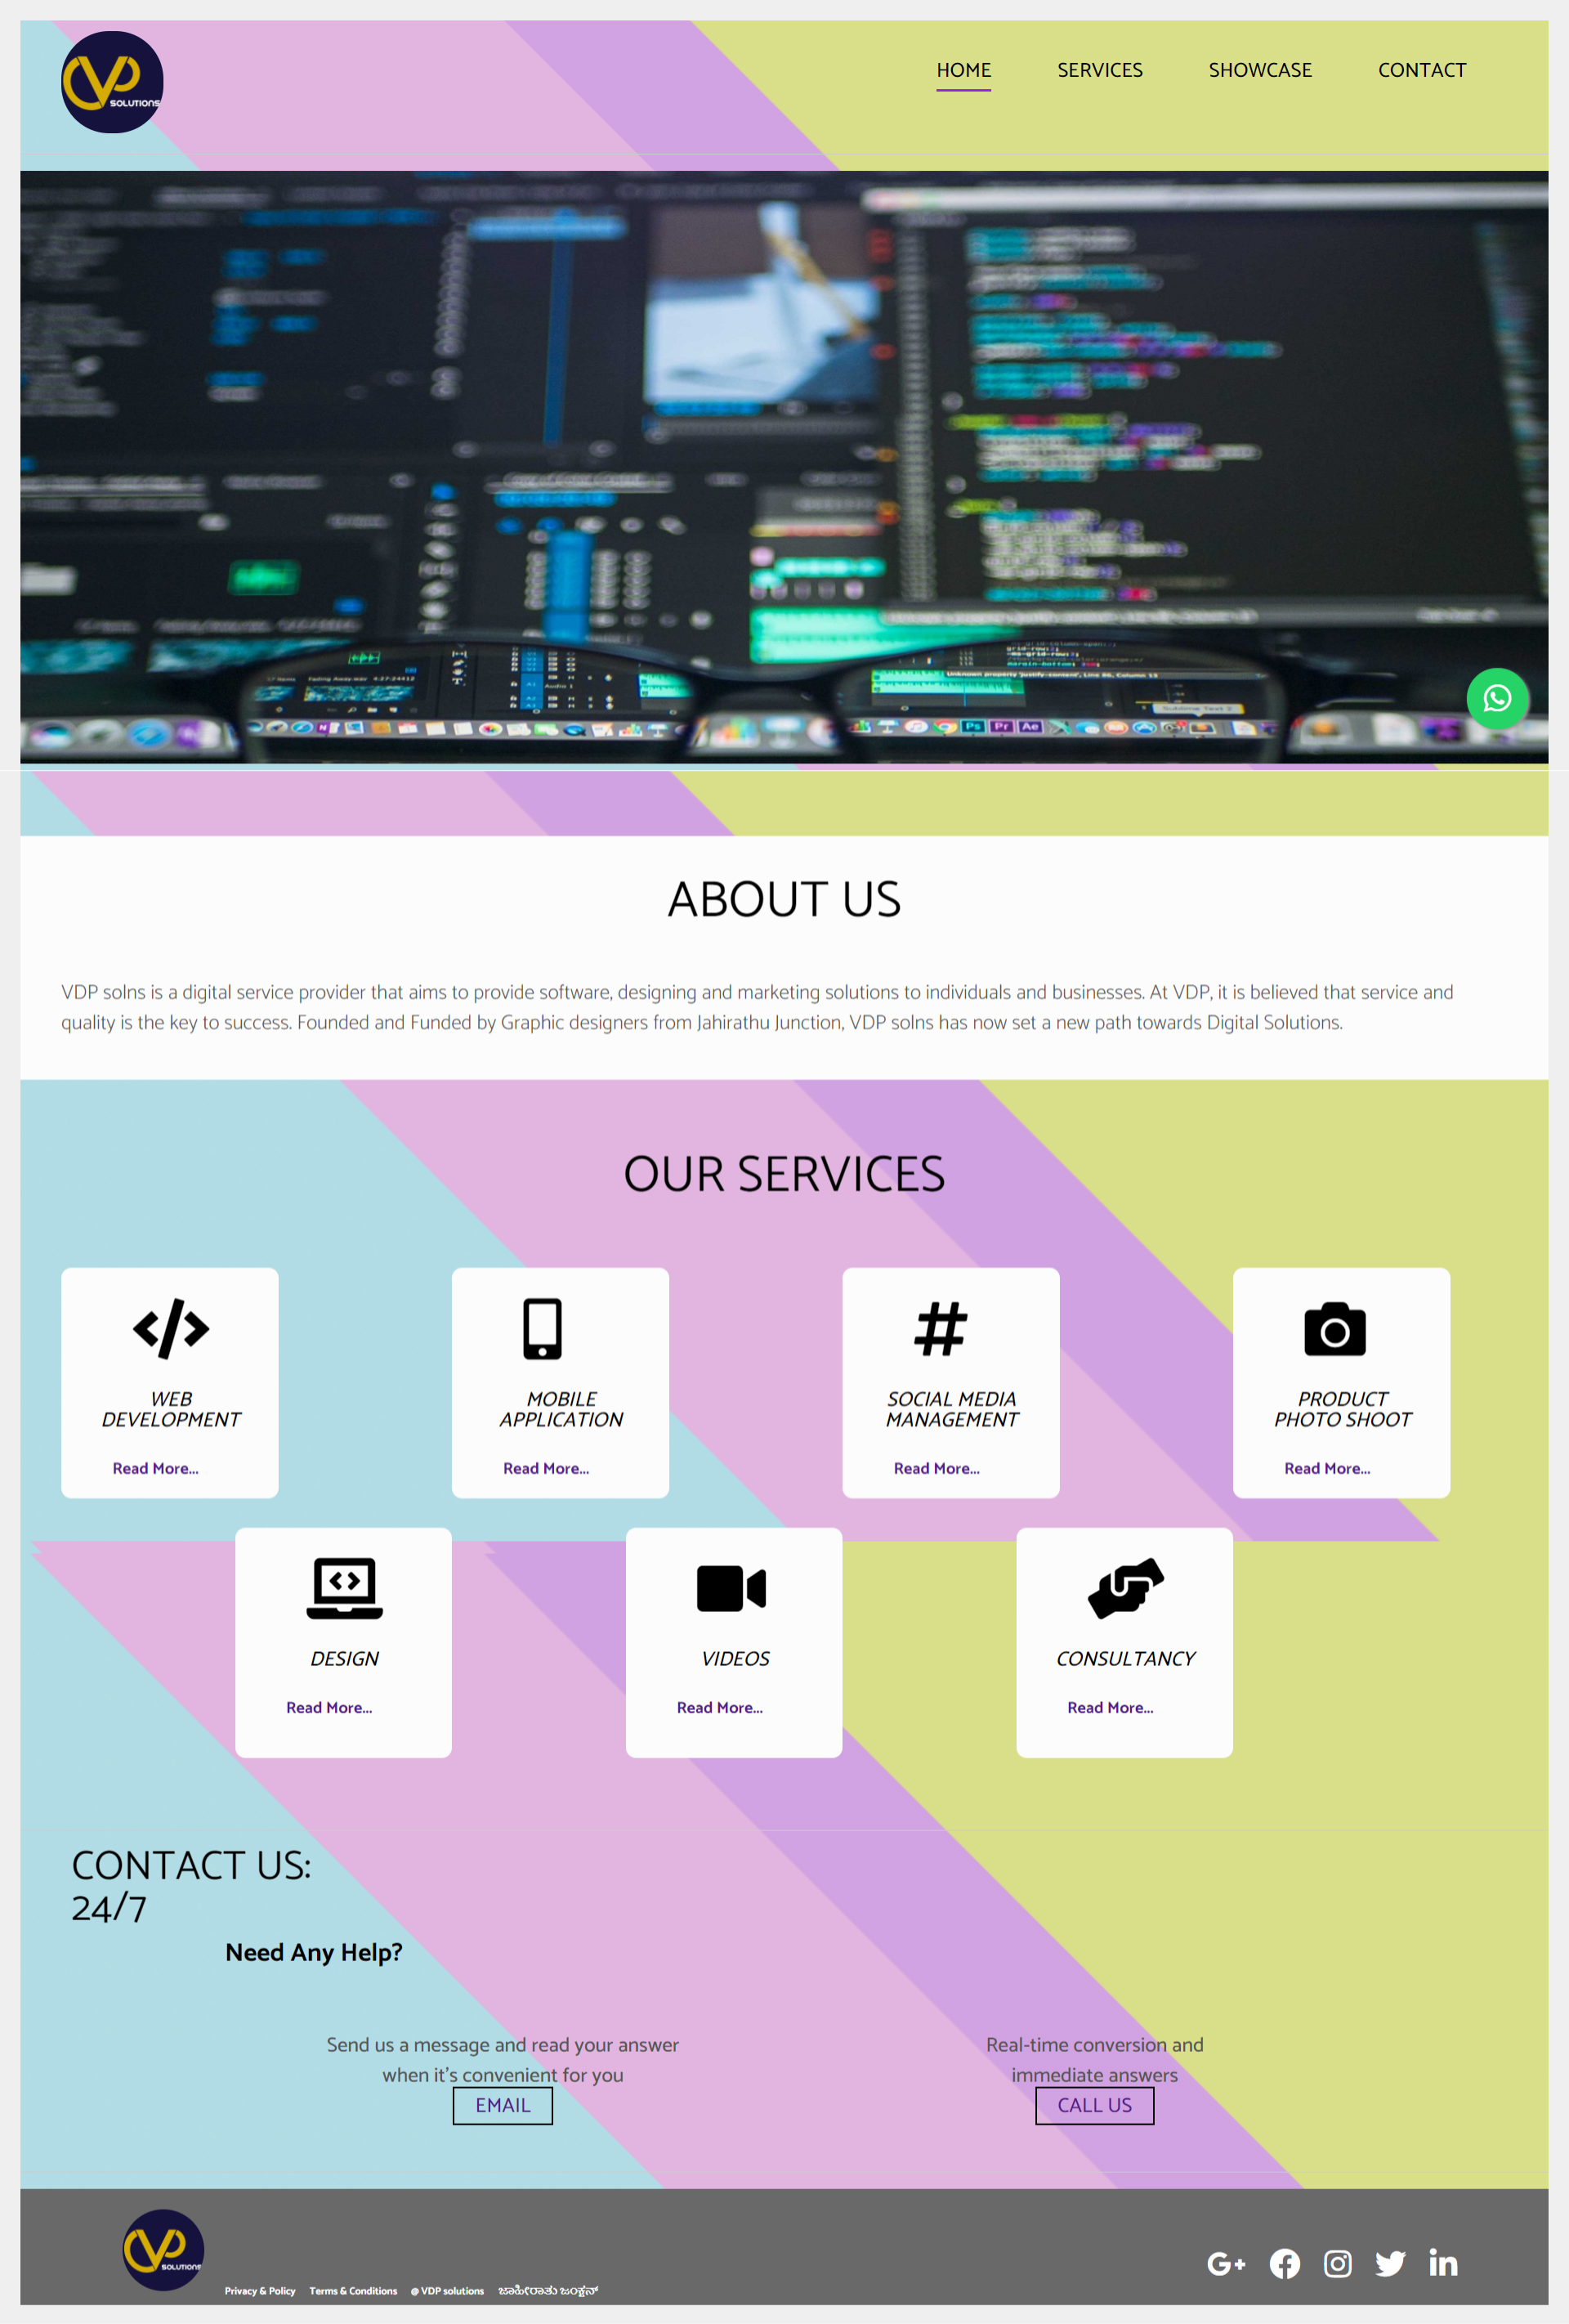 VP
SOLUTIONS
HOME
SERVICES
SHOWCASE
CONTACT
Ps
Pr
Ae
ABOUT US
VDP solns is a digital service provider that aims to provide software, designing and marketing solutions to individuals and businesses. At VDP, it is believed that service and
quality is the key to success. Founded and Funded by Graphic designers from Jahirathu Junction, VDP solns has now set a new path towards Digital Solutions.
OUR SERVICES
WEB
DEVELOPMENT
Read More...
MOBILE
APPLICATION
Read More...
SOCIAL MEDIA
MANAGEMENT
Read More...
PRODUCT
PHOTO SHOOT
Read More...
DESIGN
Read More...
VIDEOS
Read More...
CONSULTANCY
Read More...
CONTACT US:
24/7
Need Any Help?
Send us a message and read your answer
when it's convenient for you
EMAIL
Real-time conversion and
immediate answers
CALL US
VP
SOLUTIONS
Privacy & Policy
Terms & Conditions
@ VDP solutions
ಜಾಹೀರಾತು ಜಂಕ್ಷನ್
G+
in